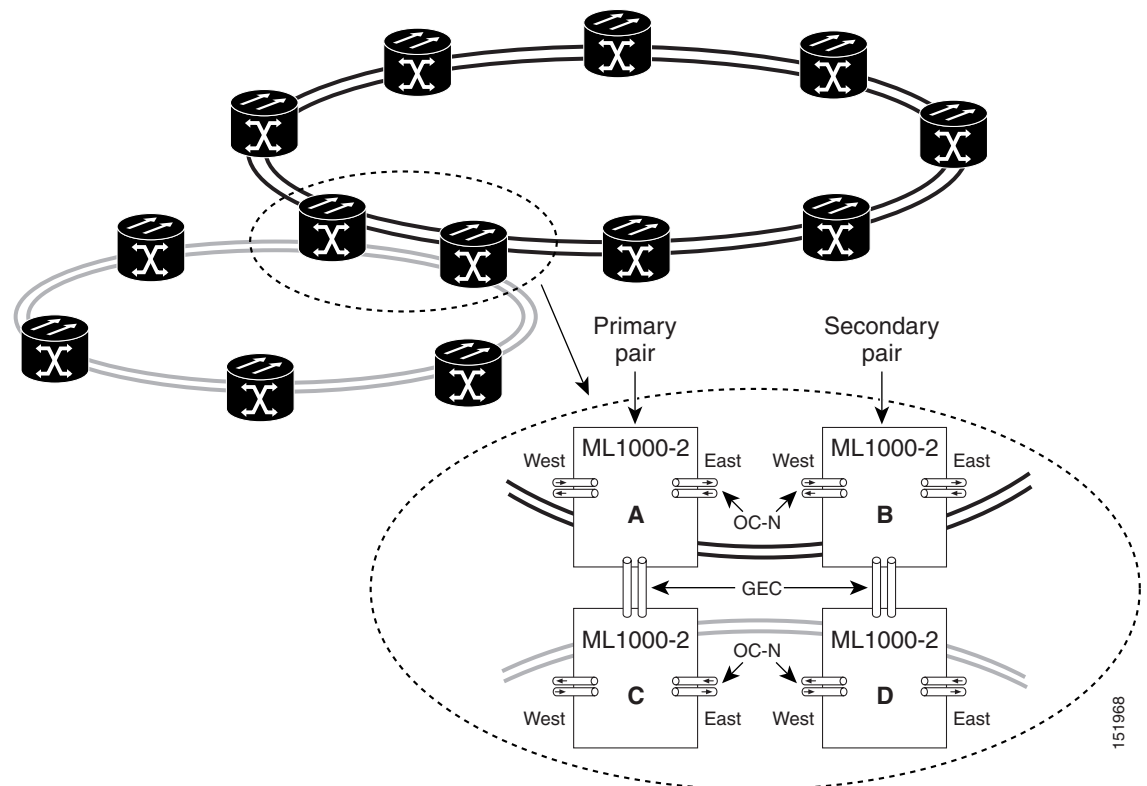 Primary
pair
Secondary
pair
ML1000-2
ML1000-2
West
East
West
East
A
OC-N
B
GEC
ML1000-2
ML1000-2
OC-N
C
D
West
East
West
East
151968